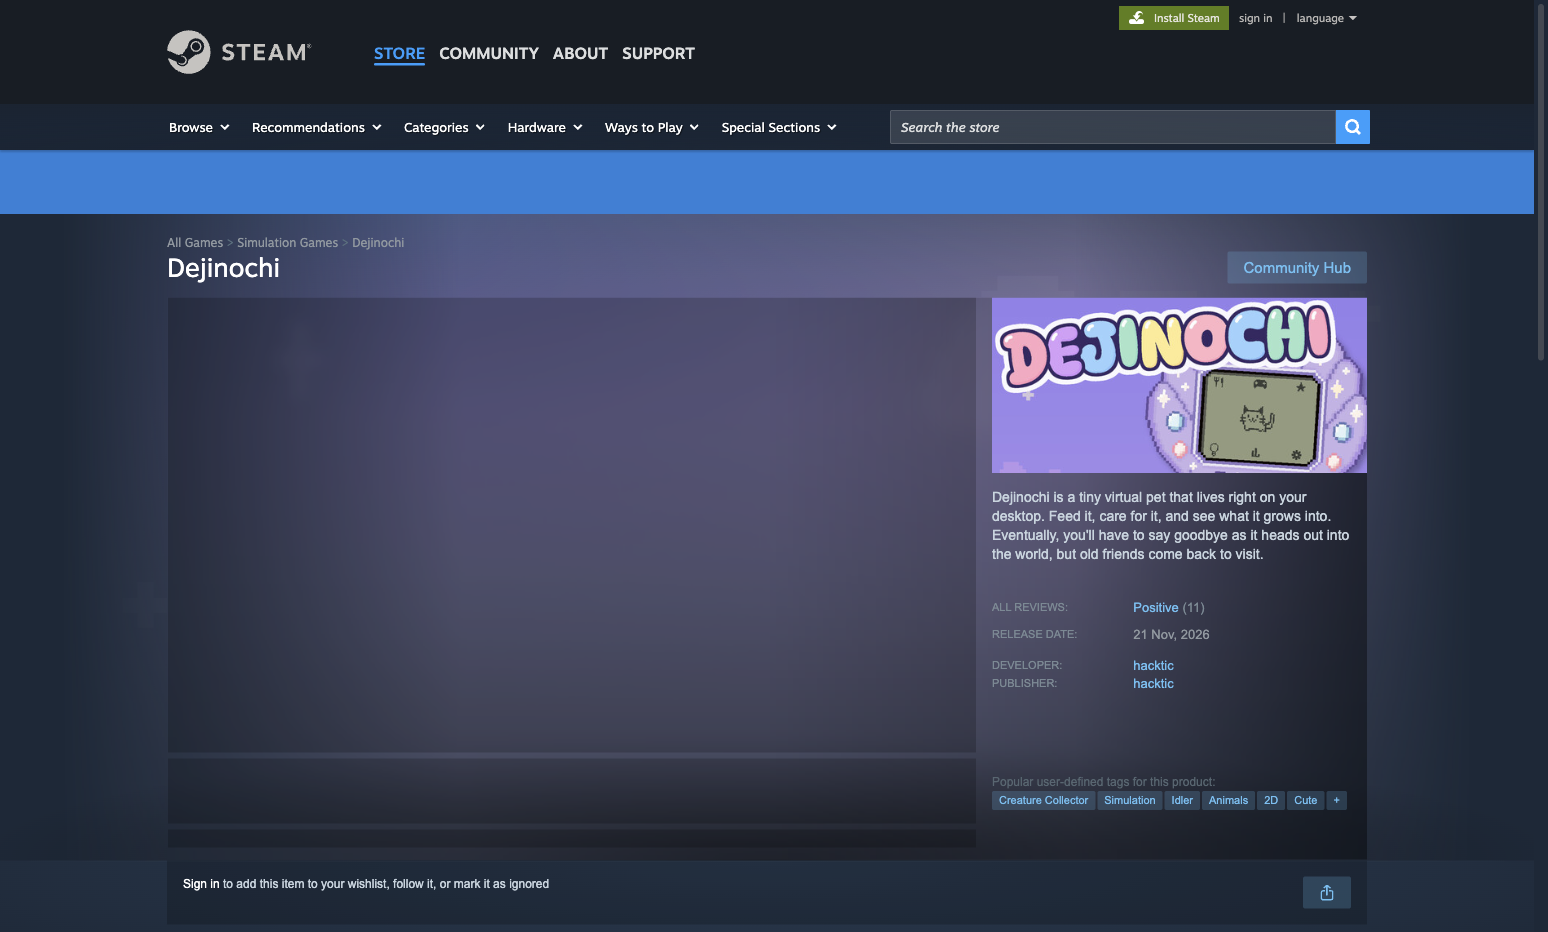 Install Steam
sign in | language
STEAM®
STORE COMMUNITY ABOUT SUPPORT
Browse Recommendations Categories Hardware Ways to Play Special Sections
Search the store
All Games > Simulation Games > Dejinochi
Dejinochi
Community Hub
DEJINOCHI
Dejinochi is a tiny virtual pet that lives right on your
desktop. Feed it, care for it, and see what it grows into.
Eventually, you'll have to say goodbye as it heads out into
the world, but old friends come back to visit.
ALL REVIEWS: Positive (11)
RELEASE DATE: 21 Nov, 2026
DEVELOPER: hacktic
PUBLISHER: hacktic
Popular user-defined tags for this product:
Creature Collector Simulation Idler Animals 2D Cute +
Sign in to add this item to your wishlist, follow it, or mark it as ignored